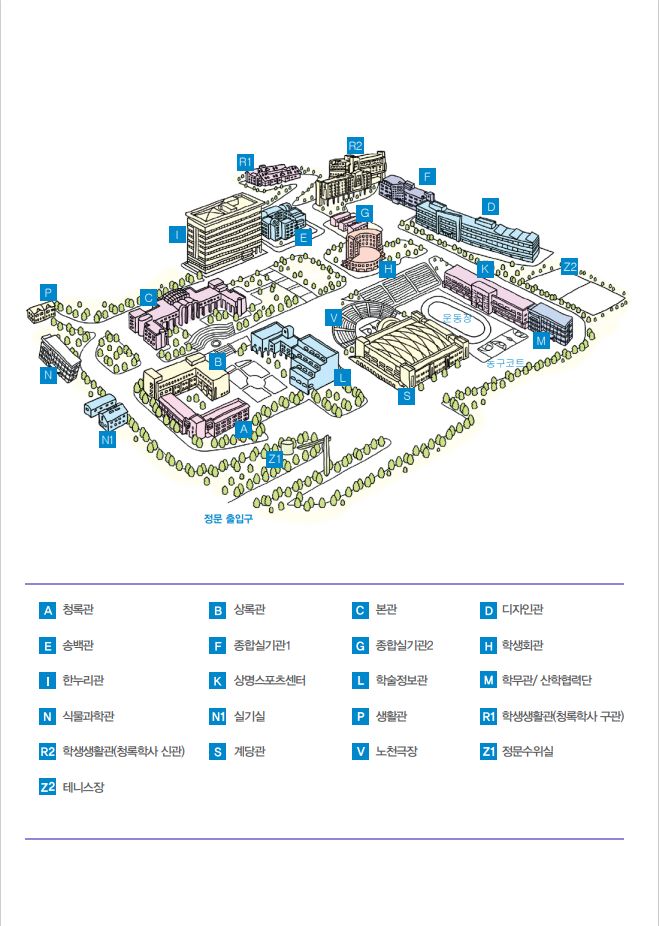 R1
R2
F
D
G
I
E
H
K
Z2
P
C
V
운동장
M
농구코트
B
N
L
S
N1
A
Z1
정문 출입구
A 청록관 B 상록관 C 본관 D 디자인관
E 송백관 F 종합실기관1 G 종합실기관2 H 학생회관
I 한누리관 K 상명스포츠센터 L 학술정보관 M 학무관/ 산학협력단
N 식물과학관 N1 실기실 P 생활관 R1 학생생활관(청록학사 구관)
R2 학생생활관(청록학사 신관) S 계당관 V 노천극장 Z1 정문수위실
Z2 테니스장